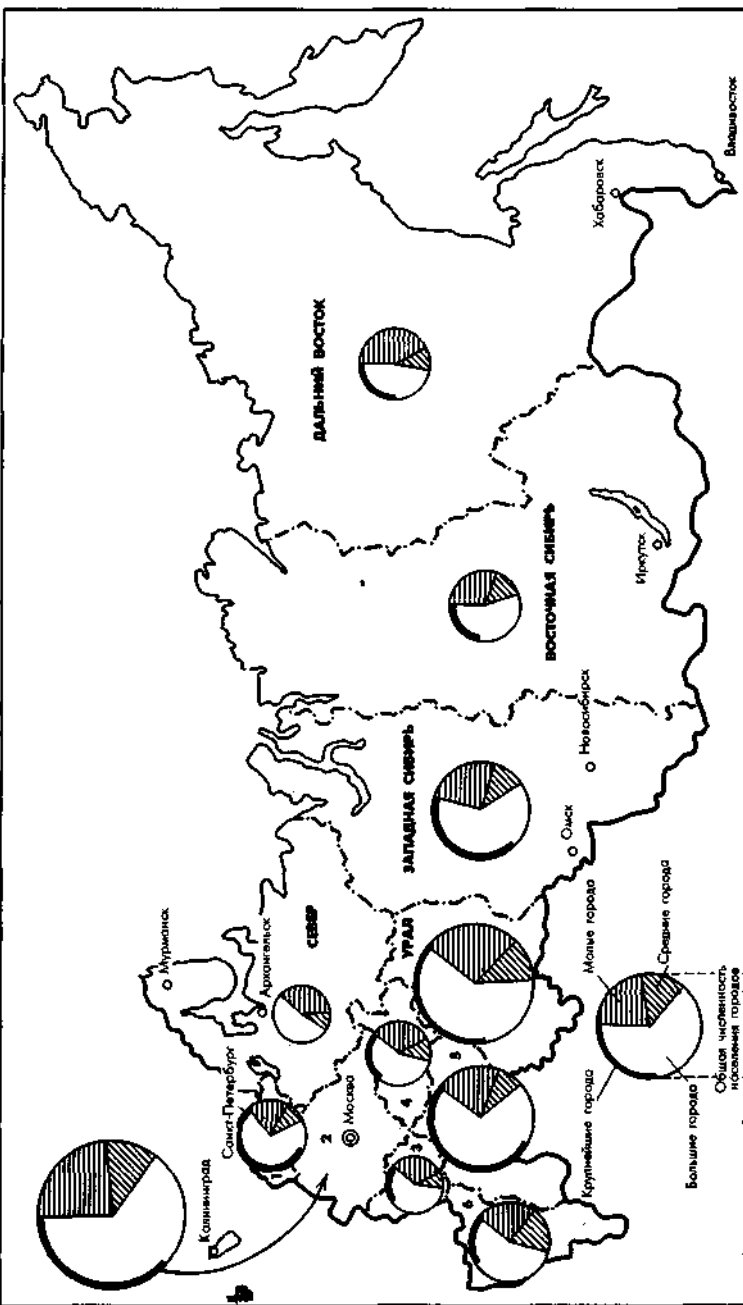 Калининград
Санкт-Петербург
Мурманск
Архангельск
СЕВЕР
Москва
1
2
3
4
5
6
УРАЛ
ЗАПАДНАЯ СИБИРЬ
Омск
Новосибирск
ВОСТОЧНАЯ СИБИРЬ
Иркутск
ДАЛЬНИЙ ВОСТОК
Хабаровск
Владивосток
Крупнейшие города
Малые города
Большие города
Средние города
Общая численность
населения городов